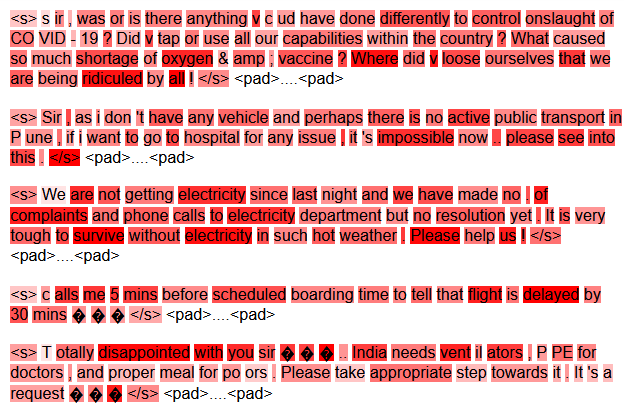 <s> s sir , was or is there anything v c ud have done differently to control onslaught of
CO VID - 19 ? Did v tap or use all our capabilities within the country ? What caused
so much shortage of oxygen & amp ; vaccine ? Where did v loose ourselves that we
are being ridiculed by all ! </s> <pad>....<pad>
<s> Sir , as i don 't have any vehicle and perhaps there is no active public transport in
P une , if i want to go to hospital for any issue , it 's impossible now .. please see into
this . </s> <pad>....<pad>
<s> We are not getting electricity since last night and we have made no . of
complaints and phone calls to electricity department but no resolution yet . It is very
tough to survive without electricity in such hot weather . Please help us ! </s>
<pad>....<pad>
<s> c alls me 5 mins before scheduled boarding time to tell that flight is delayed by
30 mins � � � </s> <pad>....<pad>
<s> T otally disappointed with you sir � � � .. India needs vent il ators , P PE for
doctors , and proper meal for po ors . Please take appropriate step towards it . It 's a
request � � � </s> <pad>....<pad>